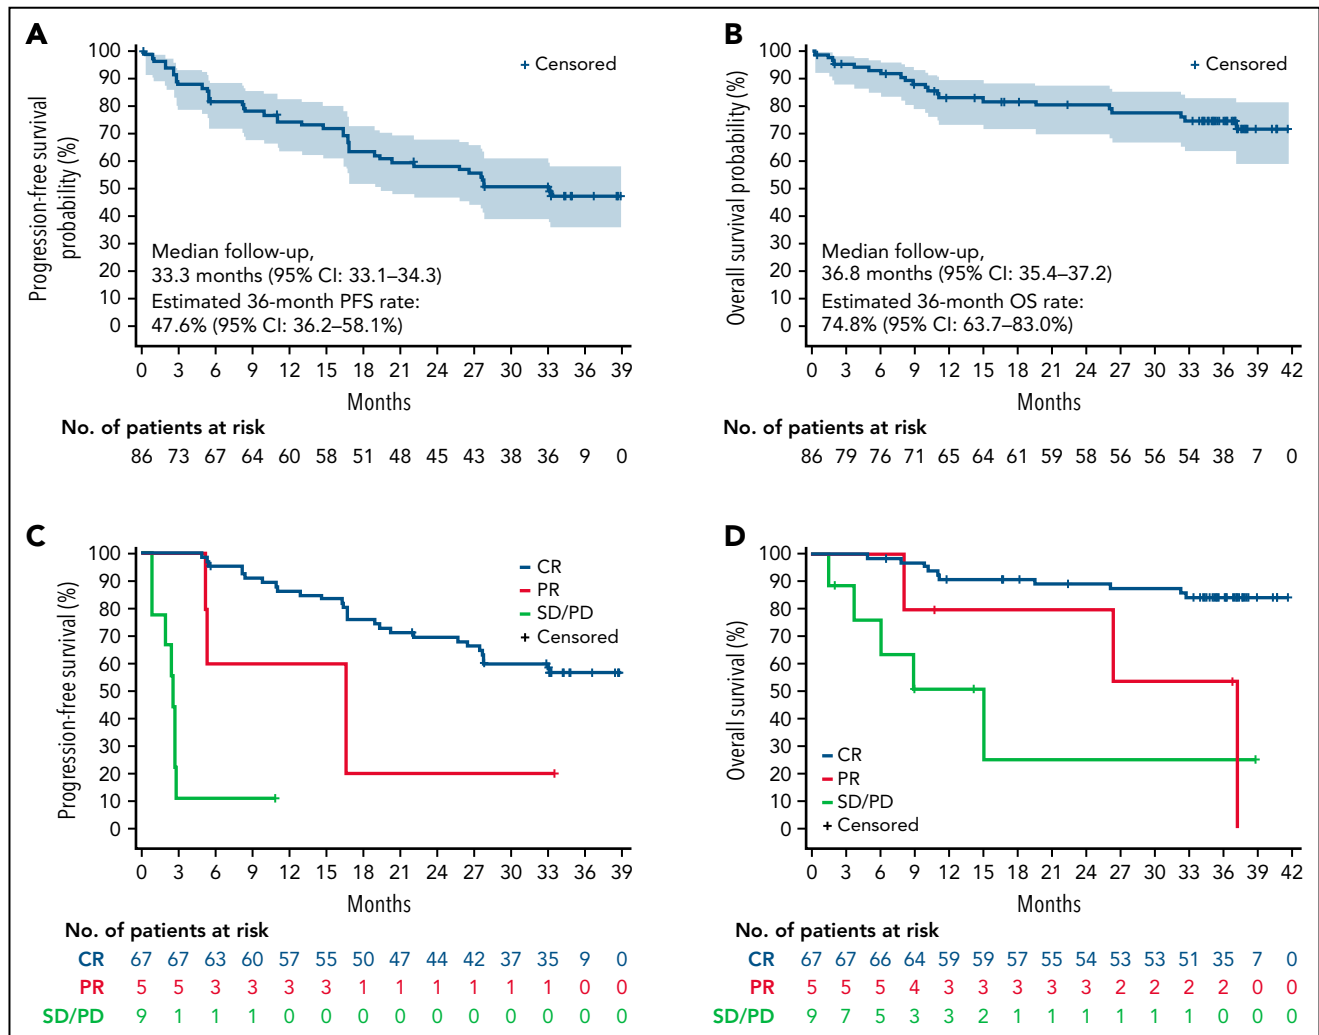 A
Progression-free survival
probability (%)
100
90
80
70
60
50
40
30
20
10
0
+ Censored
Median follow-up,
33.3 months (95% CI: 33.1–34.3)
Estimated 36-month PFS rate:
47.6% (95% CI: 36.2–58.1%)
0 3 6 9 12 15 18 21 24 27 30 33 36 39
Months
No. of patients at risk
86 73 67 64 60 58 51 48 45 43 38 36 9 0
B
Overall survival probability (%)
100
90
80
70
60
50
40
30
20
10
0
+ Censored
Median follow-up,
36.8 months (95% CI: 35.4–37.2)
Estimated 36-month OS rate:
74.8% (95% CI: 63.7–83.0%)
0 3 6 9 12 15 18 21 24 27 30 33 36 39 42
Months
No. of patients at risk
86 79 76 71 65 64 61 59 58 56 56 54 38 7 0
C
Progression-free survival (%)
100
90
80
70
60
50
40
30
20
10
0
CR
PR
SD/PD
+ Censored
0 3 6 9 12 15 18 21 24 27 30 33 36 39
Months
No. of patients at risk
CR 67 67 63 60 57 55 50 47 44 42 37 35 9 0
PR 5 5 3 3 3 3 1 1 1 1 1 1 0 0
SD/PD 9 1 1 1 0 0 0 0 0 0 0 0 0 0
D
Overall survival (%)
100
90
80
70
60
50
40
30
20
10
0
CR
PR
SD/PD
+ Censored
0 3 6 9 12 15 18 21 24 27 30 33 36 39 42
Months
No. of patients at risk
CR 67 67 66 64 59 59 57 55 54 53 53 51 35 7 0
PR 5 5 5 4 3 3 3 3 3 2 2 2 2 0 0
SD/PD 9 7 5 3 3 2 1 1 1 1 1 1 0 0 0